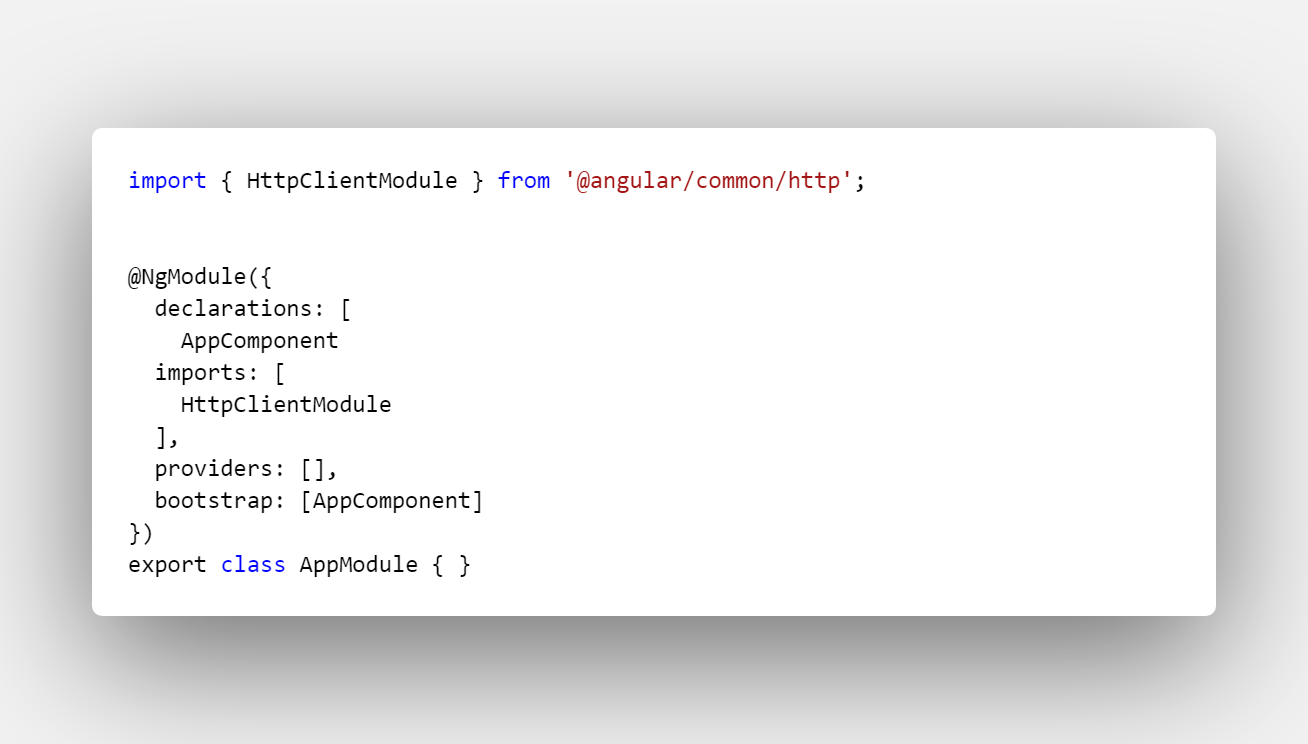 import { HttpClientModule } from '@angular/common/http';
@NgModule({
  declarations: [
    AppComponent
  imports: [
    HttpClientModule
  ],
  providers: [],
  bootstrap: [AppComponent]
})
export class AppModule { }